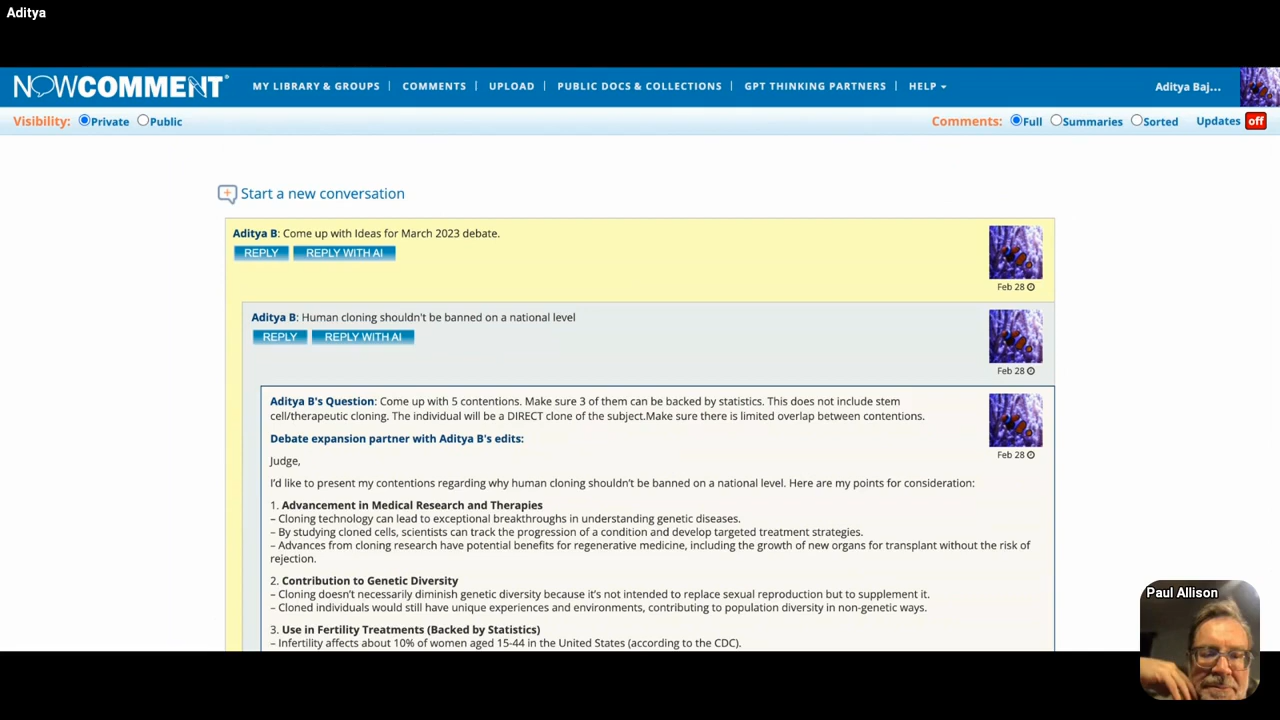 Aditya
NOWCOMMENT
MY LIBRARY & GROUPS | COMMENTS | UPLOAD | PUBLIC DOCS & COLLECTIONS | GPT THINKING PARTNERS | HELP
Aditya Baj...
Visibility: Private Public
Comments: Full Summaries Sorted Updates off
Start a new conversation
Aditya B: Come up with Ideas for March 2023 debate.
REPLY REPLY WITH AI
Feb 28
Aditya B: Human cloning shouldn't be banned on a national level
REPLY REPLY WITH AI
Feb 28
Aditya B's Question: Come up with 5 contentions. Make sure 3 of them can be backed by statistics. This does not include stem
cell/therapeutic cloning. The individual will be a DIRECT clone of the subject.Make sure there is limited overlap between contentions.
Feb 28
Debate expansion partner with Aditya B's edits:
Judge,
I'd like to present my contentions regarding why human cloning shouldn't be banned on a national level. Here are my points for consideration:
1. Advancement in Medical Research and Therapies
– Cloning technology can lead to exceptional breakthroughs in understanding genetic diseases.
– By studying cloned cells, scientists can track the progression of a condition and develop targeted treatment strategies.
– Advances from cloning research have potential benefits for regenerative medicine, including the growth of new organs for transplant without the risk of
rejection.
2. Contribution to Genetic Diversity
– Cloning doesn't necessarily diminish genetic diversity because it's not intended to replace sexual reproduction but to supplement it.
– Cloned individuals would still have unique experiences and environments, contributing to population diversity in non-genetic ways.
3. Use in Fertility Treatments (Backed by Statistics)
– Infertility affects about 10% of women aged 15-44 in the United States (according to the CDC).
Paul Allison